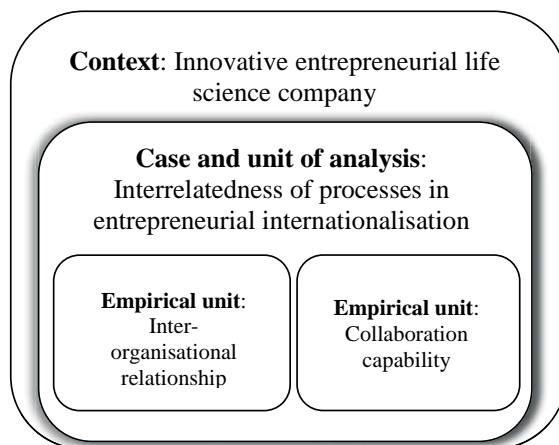 Context: Innovative entrepreneurial life
science company
Case and unit of analysis:
Interrelatedness of processes in
entrepreneurial internationalisation
Empirical unit:
Inter-
organisational
relationship
Empirical unit:
Collaboration
capability